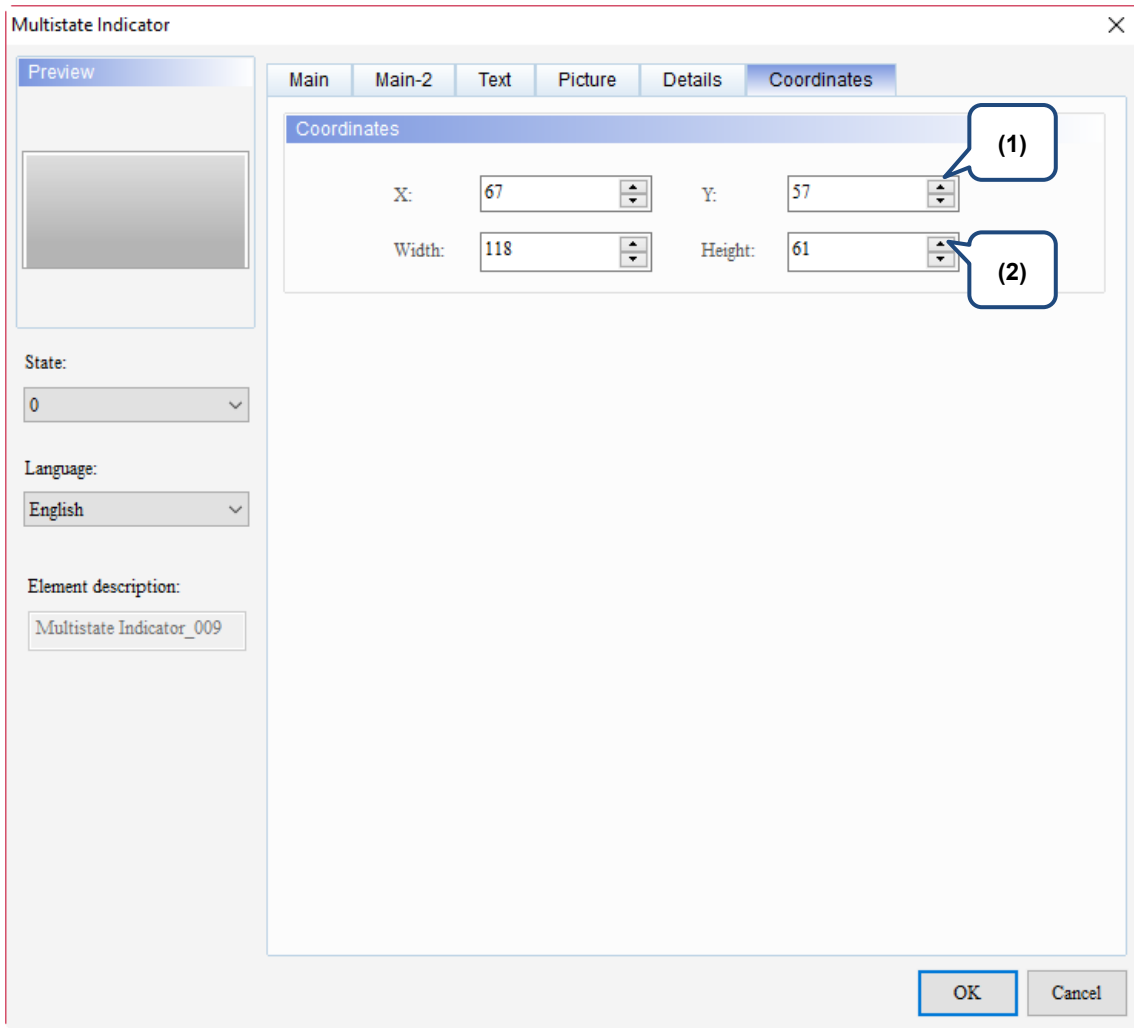 Multistate Indicator
Preview
Main Main-2 Text Picture Details Coordinates
Coordinates
(1)
X: 67 Y: 57
Width: 118 Height: 61
(2)
State:
0
Language:
English
Element description:
Multistate Indicator_009
OK Cancel